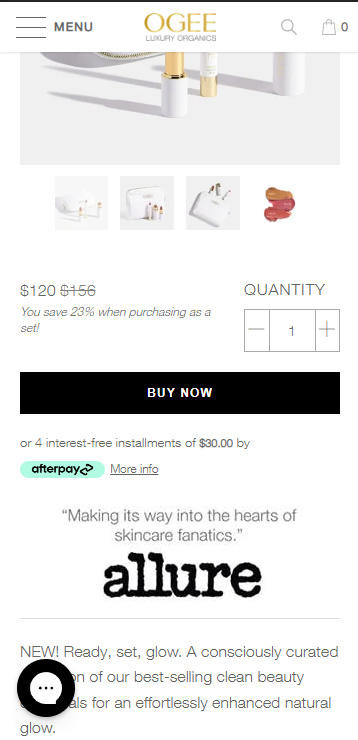 MENU
OGEE
LUXURY ORGANICS
0
$120 $156
You save 23% when purchasing as a
set!
QUANTITY
1
BUY NOW
or 4 interest-free installments of $30.00 by
afterpay More info
“Making its way into the hearts of
skincare fanatics.”
allure
NEW! Ready, set, glow. A consciously curated
on of our best-selling clean beauty
als for an effortlessly enhanced natural
glow.